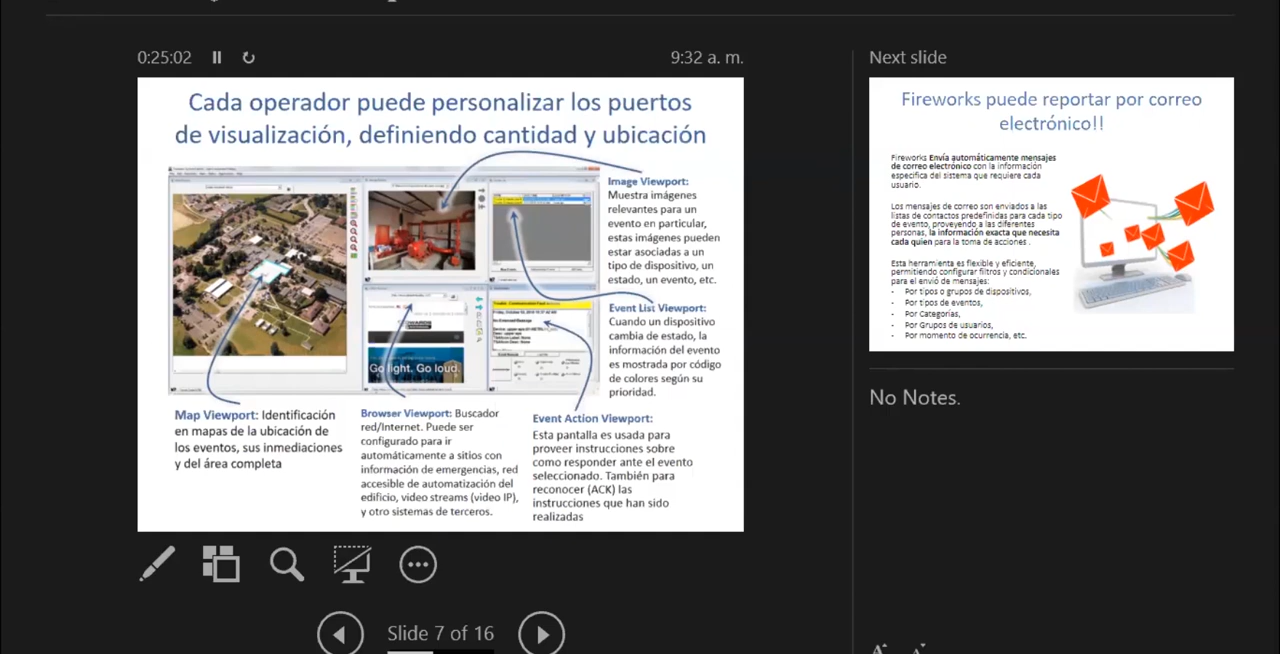 0:25:02
9:32 a. m.
Cada operador puede personalizar los puertos
de visualización, definiendo cantidad y ubicación
Image Viewport:
Muestra imágenes
relevantes para un
evento en particular,
estas imágenes pueden
estar asociadas a un
tipo de dispositivo, un
estado, un evento, etc.
Event List Viewport:
Cuando un dispositivo
cambia de estado, la
información del evento
es mostrada por código
de colores según su
prioridad.
Go light. Go loud.
Map Viewport: Identificación
en mapas de la ubicación de
los eventos, sus inmediaciones
y del área completa
Browser Viewport: Buscador
red/Internet. Puede ser
configurado para ir
automáticamente a sitios con
información de emergencias, red
accesible de automatización del
edificio, video streams (video IP),
y otro sistemas de terceros.
Event Action Viewport:
Esta pantalla es usada para
proveer instrucciones sobre
como responder ante el evento
seleccionado. También para
reconocer (ACK) las
instrucciones que han sido
realizadas
Slide 7 of 16
Next slide
Fireworks puede reportar por correo
electrónico!!
Fireworks Envía automáticamente mensajes
de correo electrónico con la información
especifica del sistema que requiere cada
usuario.
Los mensajes de correo son enviados a las
listas de contactos predefinidas para cada tipo
de evento, proveyendo a las diferentes
personas, la información exacta que necesita
cada quien para la toma de acciones .
Esta herramienta es flexible y eficiente,
permitiendo configurar filtros y condicionales
para el envío de mensajes:
- Por tipos o grupos de dispositivos,
- Por tipos de eventos,
- Por Categorías,
- Por Grupos de usuarios,
- Por momento de ocurrencia, etc.
No Notes.